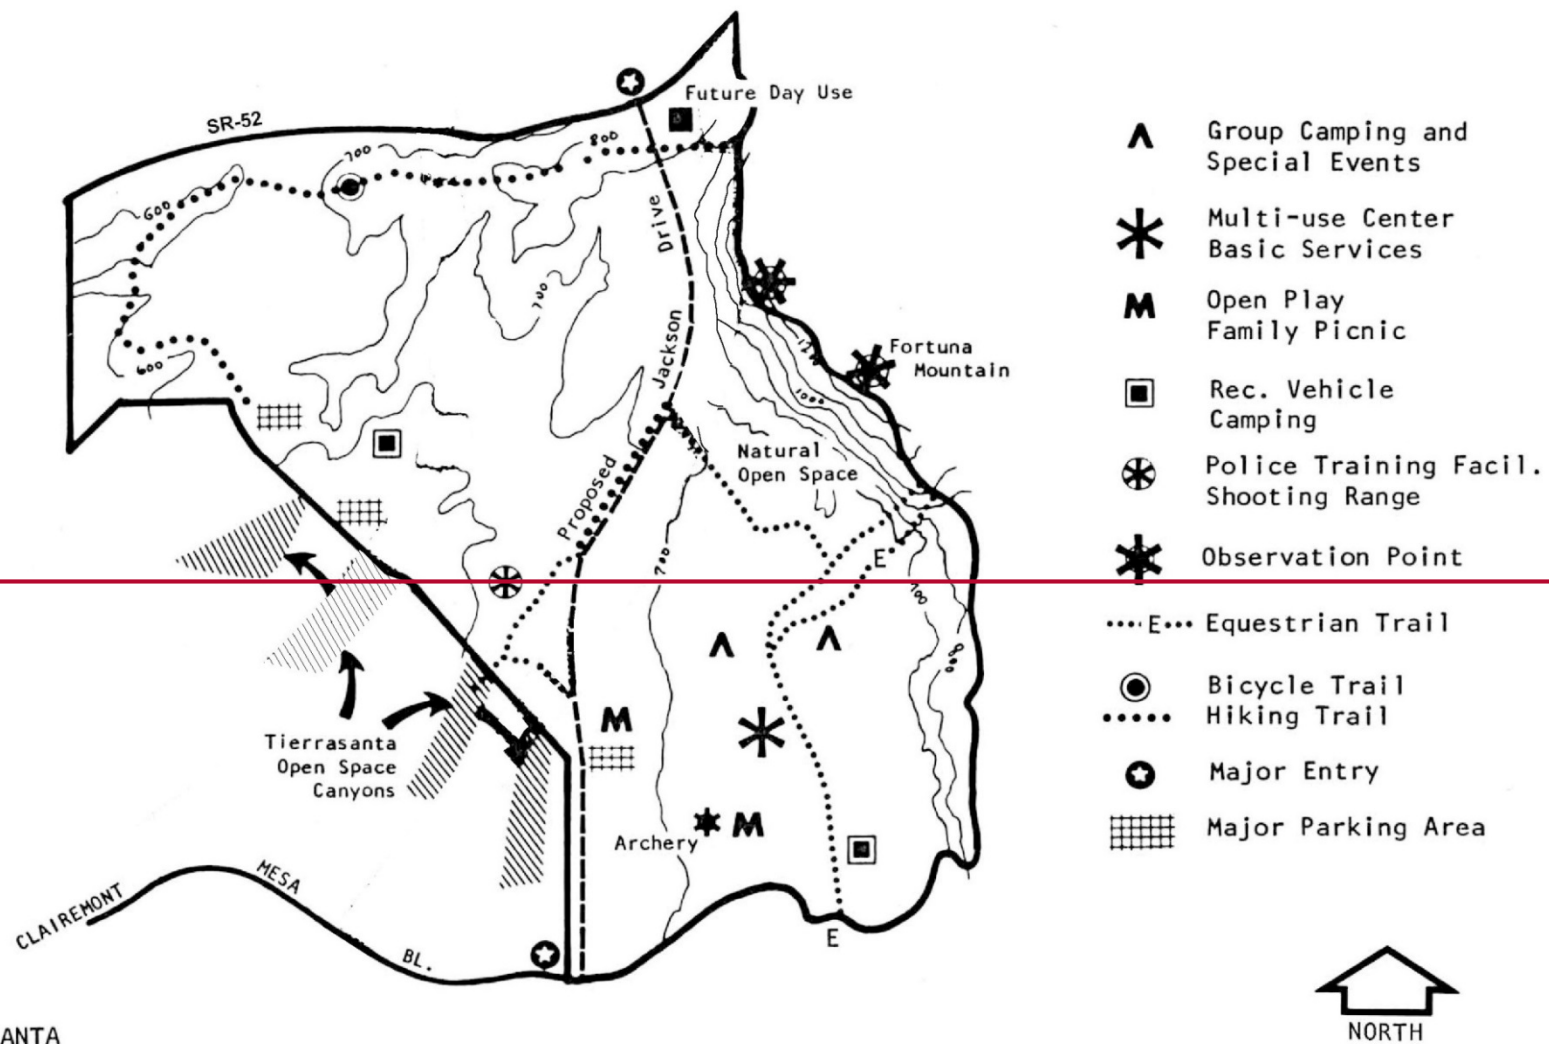 Future Day Use
SR-52
700
800
600
Drive
700
600
Jackson
Fortuna
Mountain
1000
Natural
Open Space
Proposed
700
E
700
800
Tierrasanta
Open Space
Canyons
M
Archery
M
CLAIREMONT
MESA
BL.
E
ANTA
Group Camping and
Special Events
Multi-use Center
Basic Services
M Open Play
Family Picnic
Rec. Vehicle
Camping
Police Training Facil.
Shooting Range
Observation Point
E Equestrian Trail
Bicycle Trail
Hiking Trail
Major Entry
Major Parking Area
NORTH